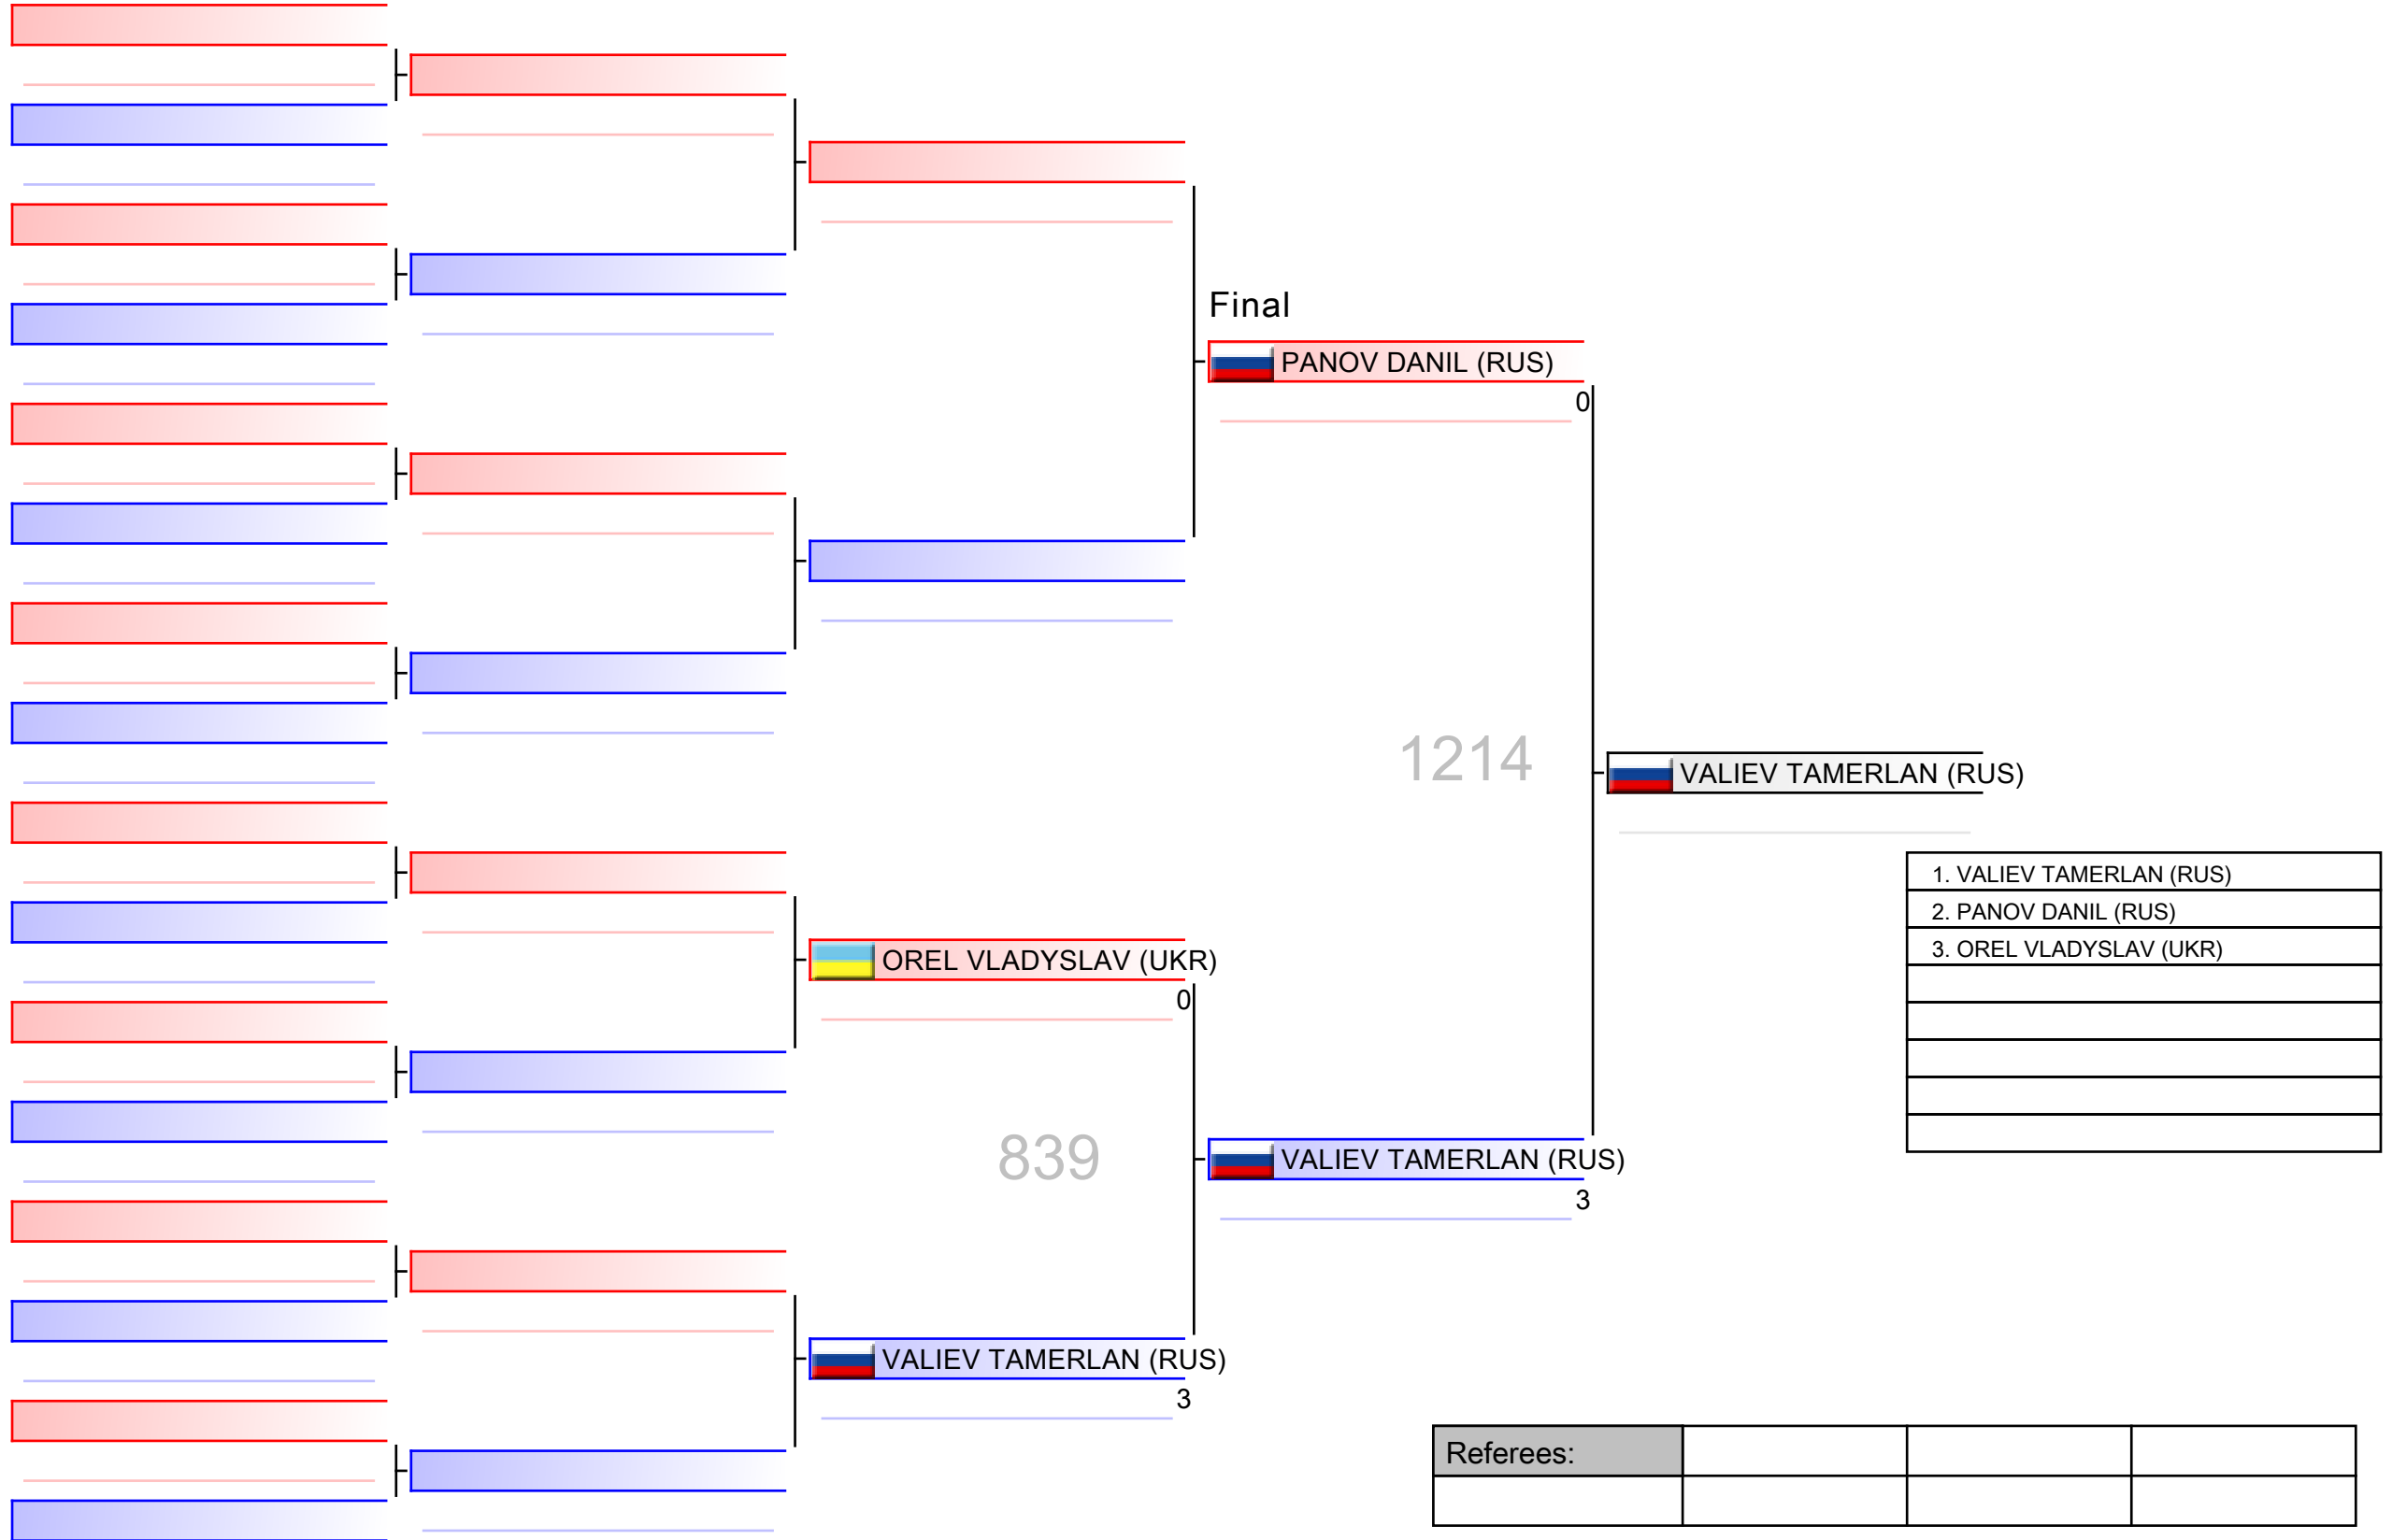 Final
PANOV DANIL (RUS)
0
1214
VALIEV TAMERLAN (RUS)
1. VALIEV TAMERLAN (RUS)
2. PANOV DANIL (RUS)
3. OREL VLADYSLAV (UKR)
OREL VLADYSLAV (UKR)
0
839
VALIEV TAMERLAN (RUS)
3
VALIEV TAMERLAN (RUS)
3
Referees: